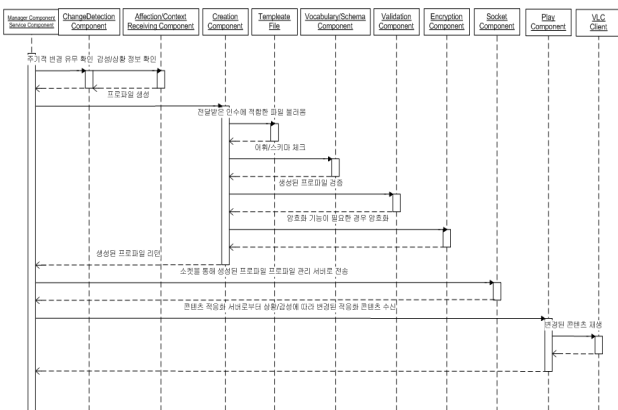 Manager Component
Service Component
ChangeDetection
Component
Affection/Context
Receiving Component
Creation
Component
Templeate
File
Vocabulary/Schema
Component
Validation
Component
Encryption
Component
Socket
Component
Play
Component
VLC
Client
주기적 변경 유무 확인
감성/상황 정보 확인
프로파일 생성
전달받은 인수에 적합한 파일 불러옴
어휘/스키마 체크
생성된 프로파일 검증
암호화 기능이 필요한 경우 암호화
생성된 프로파일 리턴
소켓을 통해 생성된 프로파일 프로파일 관리 서버로 전송
콘텐츠 적응화 서버로부터 상황/감성에 따라 변경된 적응화 콘텐츠 수신
변경된 콘텐츠 재생